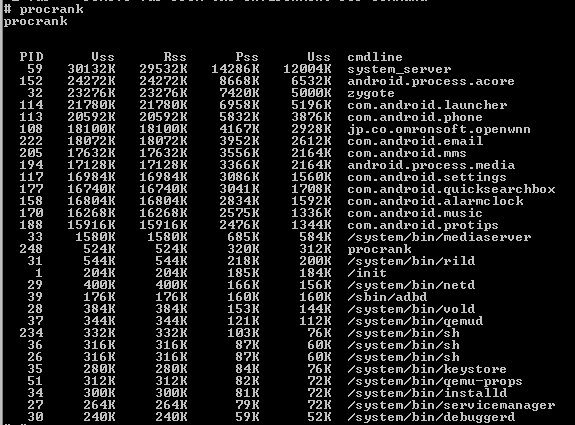 # procrank
procrank
PID Vss Rss Pss Uss cmdline
59 30132K 29532K 14286K 12004K system_server
152 24272K 24272K 8668K 6532K android.process.acore
32 23276K 23276K 7420K 5000K zygote
114 21780K 21780K 6958K 5196K com.android.launcher
113 20592K 20592K 5832K 3876K com.android.phone
108 18100K 18100K 4167K 2928K jp.co.omronsoft.openwnn
222 18072K 18072K 3952K 2612K com.android.email
205 17632K 17632K 3556K 2164K com.android.mms
194 17128K 17128K 3366K 2164K android.process.media
117 16984K 16984K 3086K 1560K com.android.settings
177 16740K 16740K 3041K 1708K com.android.quicksearchbox
158 16804K 16804K 2834K 1592K com.android.alarmclock
170 16268K 16268K 2575K 1336K com.android.music
188 15916K 15916K 2476K 1344K com.android.protips
33 1580K 1580K 685K 584K /system/bin/mediaserver
248 524K 524K 320K 312K procrank
31 544K 544K 218K 200K /system/bin/rild
1 204K 204K 185K 184K /init
29 400K 400K 166K 156K /system/bin/netd
39 176K 176K 160K 160K /sbin/adbd
28 384K 384K 153K 144K /system/bin/vold
37 344K 344K 121K 112K /system/bin/qemud
234 332K 332K 103K 76K /system/bin/sh
36 316K 316K 87K 60K /system/bin/sh
26 316K 316K 87K 60K /system/bin/sh
35 280K 280K 84K 76K /system/bin/keystore
51 312K 312K 82K 72K /system/bin/qemu-props
34 300K 300K 81K 72K /system/bin/installd
27 264K 264K 79K 72K /system/bin/servicemanager
30 240K 240K 59K 52K /system/bin/debuggerd